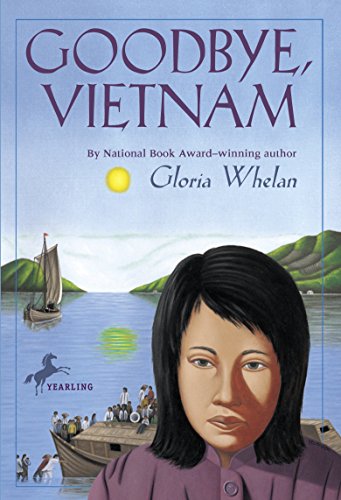 GOODBYE,
VIETNAM
By National Book Award–winning author
Gloria Whelan
YEARLING